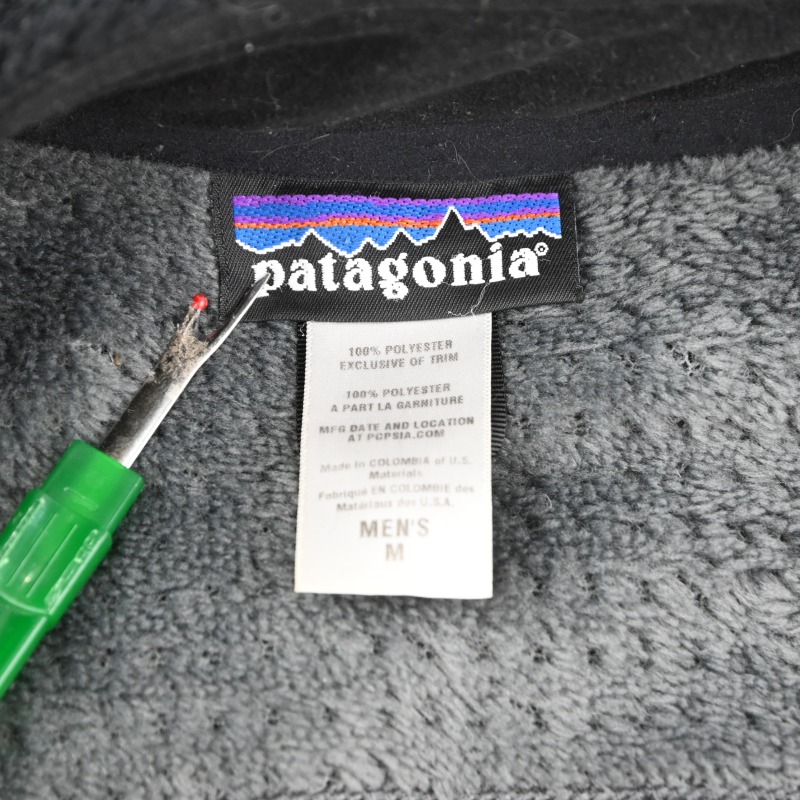 patagonia®
100% POLYESTER
EXCLUSIVE OF TRIM
100% POLYESTER
A PART LA GARNITURE
MFG DATE AND LOCATION
AT PCPSIA.COM
Made in COLOMBIA of U.S.
Materials
Fabriqué EN COLOMBIE des
Matériaux des U.S.A.
MEN'S
M